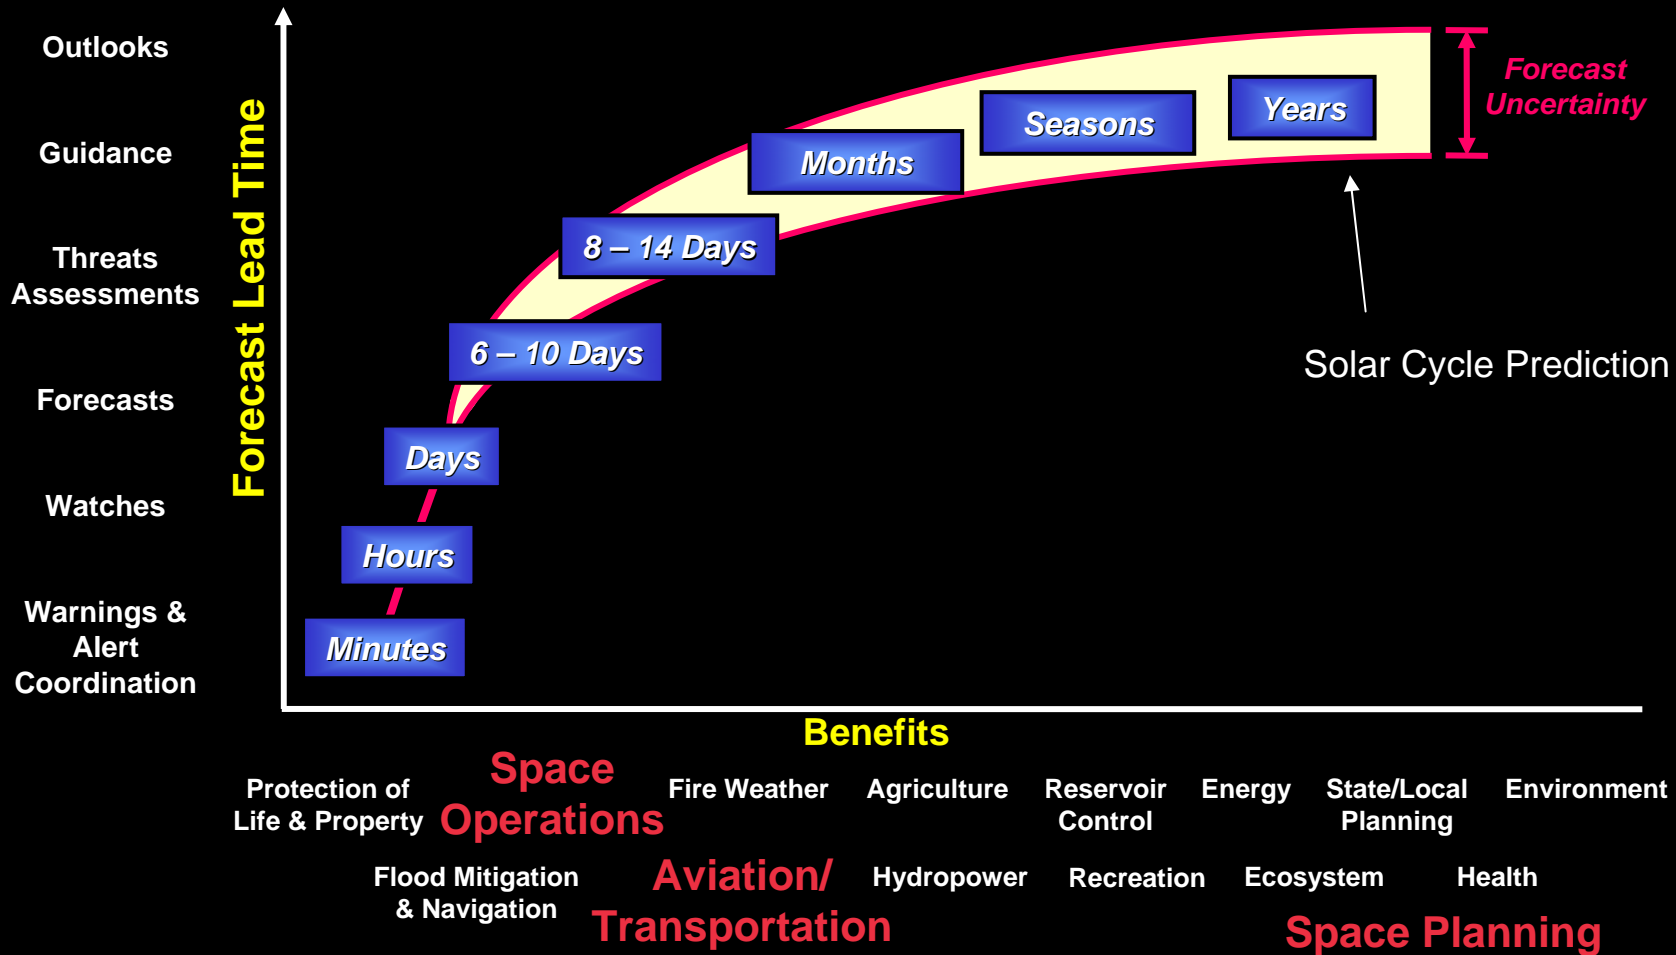 Outlooks
Guidance
Threats
Assessments
Forecasts
Watches
Warnings &
Alert
Coordination
Forecast Lead Time
Years
Seasons
Months
8 – 14 Days
6 – 10 Days
Days
Hours
Minutes
Forecast
Uncertainty
Solar Cycle Prediction
Benefits
Protection of
Life & Property
Space
Operations
Fire Weather
Agriculture
Reservoir
Control
Energy
State/Local
Planning
Environment
Flood Mitigation
& Navigation
Aviation/
Transportation
Hydropower
Recreation
Ecosystem
Health
Space Planning